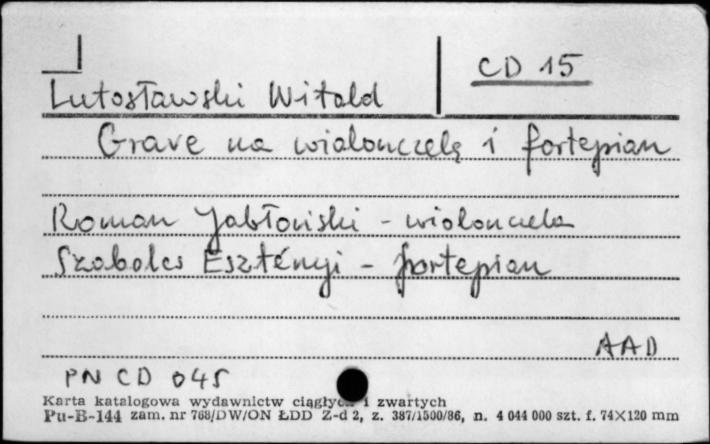 CD 15
Lutosławski Witold
Grave na wiolonczelę i fortepian
Roman Jabłoński - wiolonczela
Szabolcs Esztényi - fortepian
AAD
PN CD 045
Karta katalogowa wydawnictw ciągłych i zwartych
Pu-B-144 zam. nr 768/DW/ON ŁDD Z-d 2, z. 387/1500/86, n. 4 044 000 szt. f. 74×120 mm